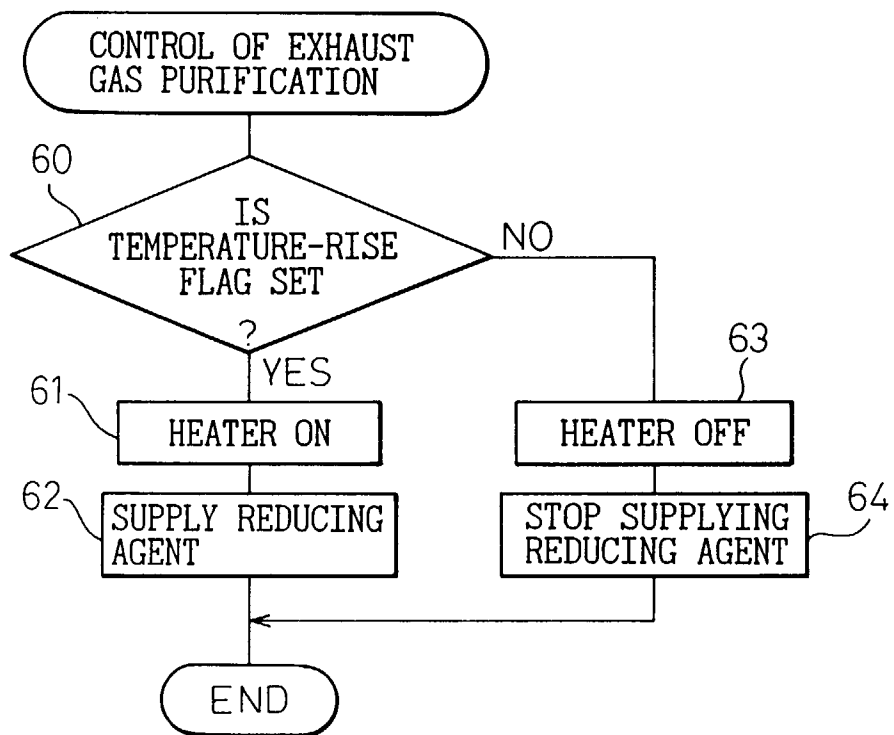 CONTROL OF EXHAUST
GAS PURIFICATION
60
IS
TEMPERATURE-RISE
FLAG SET
?
NO
YES
61
HEATER ON
63
HEATER OFF
62
SUPPLY REDUCING
AGENT
STOP SUPPLYING
REDUCING AGENT
64
END